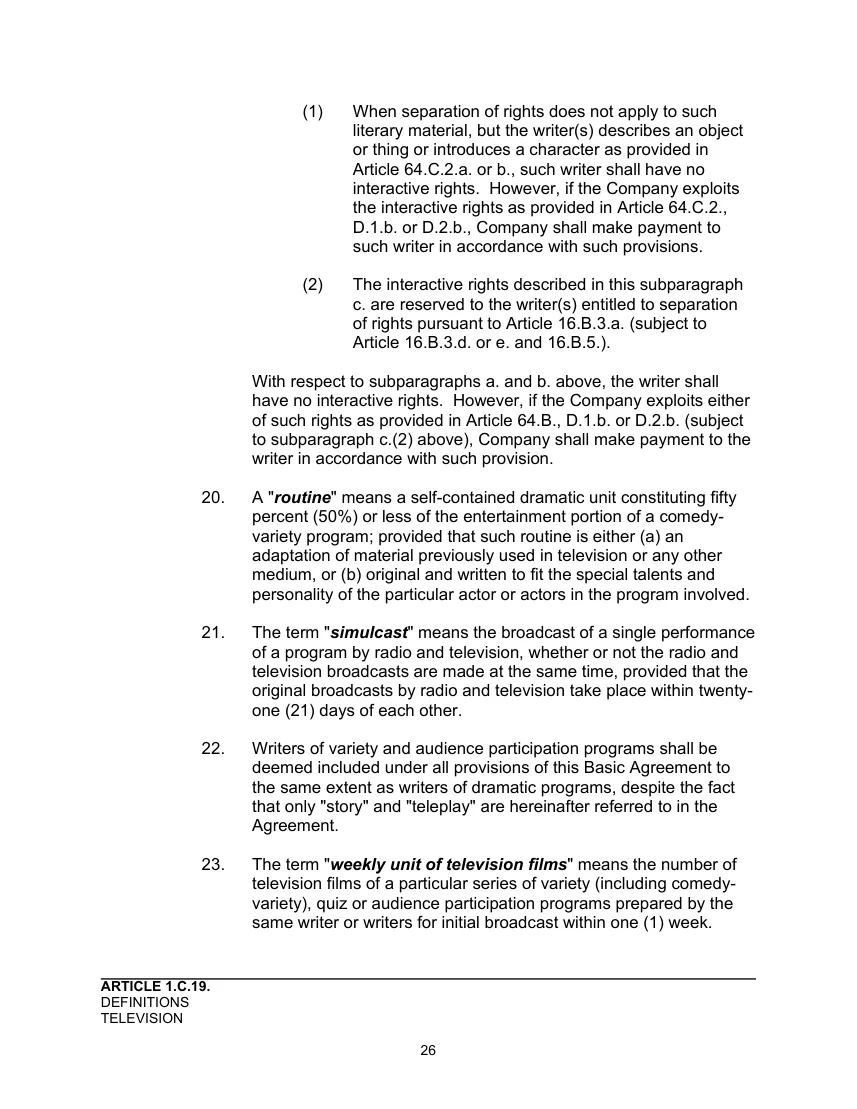 (1) When separation of rights does not apply to such
literary material, but the writer(s) describes an object
or thing or introduces a character as provided in
Article 64.C.2.a. or b., such writer shall have no
interactive rights.  However, if the Company exploits
the interactive rights as provided in Article 64.C.2.,
D.1.b. or D.2.b., Company shall make payment to
such writer in accordance with such provisions.
(2) The interactive rights described in this subparagraph
c. are reserved to the writer(s) entitled to separation
of rights pursuant to Article 16.B.3.a. (subject to
Article 16.B.3.d. or e. and 16.B.5.).
With respect to subparagraphs a. and b. above, the writer shall
have no interactive rights.  However, if the Company exploits either
of such rights as provided in Article 64.B., D.1.b. or D.2.b. (subject
to subparagraph c.(2) above), Company shall make payment to the
writer in accordance with such provision.
20. A "routine" means a self-contained dramatic unit constituting fifty
percent (50%) or less of the entertainment portion of a comedy-
variety program; provided that such routine is either (a) an
adaptation of material previously used in television or any other
medium, or (b) original and written to fit the special talents and
personality of the particular actor or actors in the program involved.
21. The term "simulcast" means the broadcast of a single performance
of a program by radio and television, whether or not the radio and
television broadcasts are made at the same time, provided that the
original broadcasts by radio and television take place within twenty-
one (21) days of each other.
22. Writers of variety and audience participation programs shall be
deemed included under all provisions of this Basic Agreement to
the same extent as writers of dramatic programs, despite the fact
that only "story" and "teleplay" are hereinafter referred to in the
Agreement.
23. The term "weekly unit of television films" means the number of
television films of a particular series of variety (including comedy-
variety), quiz or audience participation programs prepared by the
same writer or writers for initial broadcast within one (1) week.
ARTICLE 1.C.19.
DEFINITIONS
TELEVISION
26